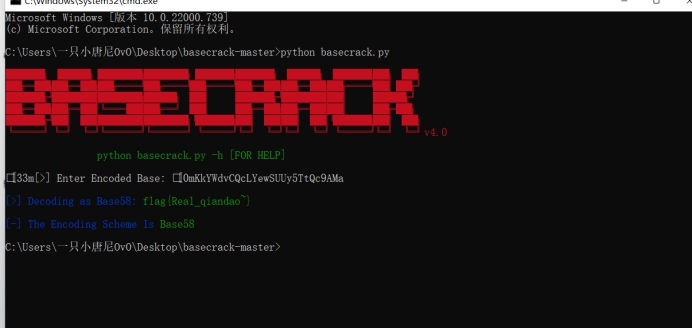 C:\Windows\System32\cmd.exe
Microsoft Windows [版本 10.0.22000.739]
(c) Microsoft Corporation。保留所有权利。
C:\Users\一只小唐尼OvO\Desktop\basecrack-master>python basecrack.py
BASECRACK v4.0
python basecrack.py -h [FOR HELP]
[33m[>] Enter Encoded Base: [0mKkYWdvCQcLYewSUUy5TtQc9AMa
[>] Decoding as Base58: flag{Real_qiandao~}
[-] The Encoding Scheme Is Base58
C:\Users\一只小唐尼OvO\Desktop\basecrack-master>